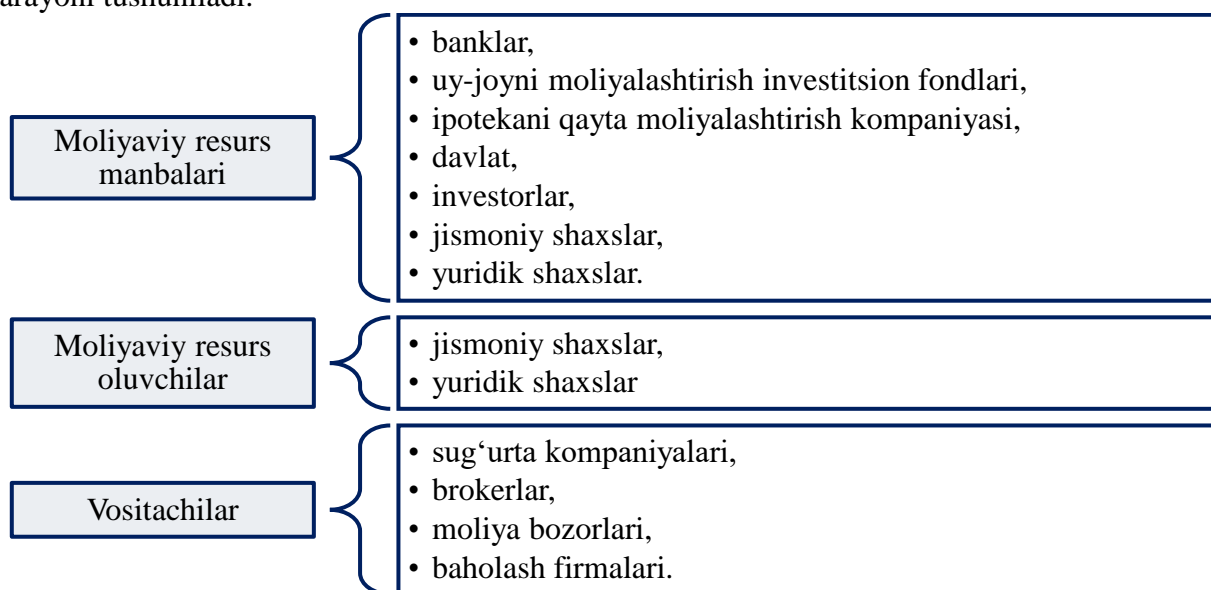 tushuniladi.
Moliyaviy resurs
manbalari
• banklar,
• uy-joyni moliyalashtirish investitsion fondlari,
• ipotekani qayta moliyalashtirish kompaniyasi,
• davlat,
• investorlar,
• jismoniy shaxslar,
• yuridik shaxslar.
Moliyaviy resurs
oluvchilar
• jismoniy shaxslar,
• yuridik shaxslar
Vositachilar
• sug‘urta kompaniyalari,
• brokerlar,
• moliya bozorlari,
• baholash firmalari.